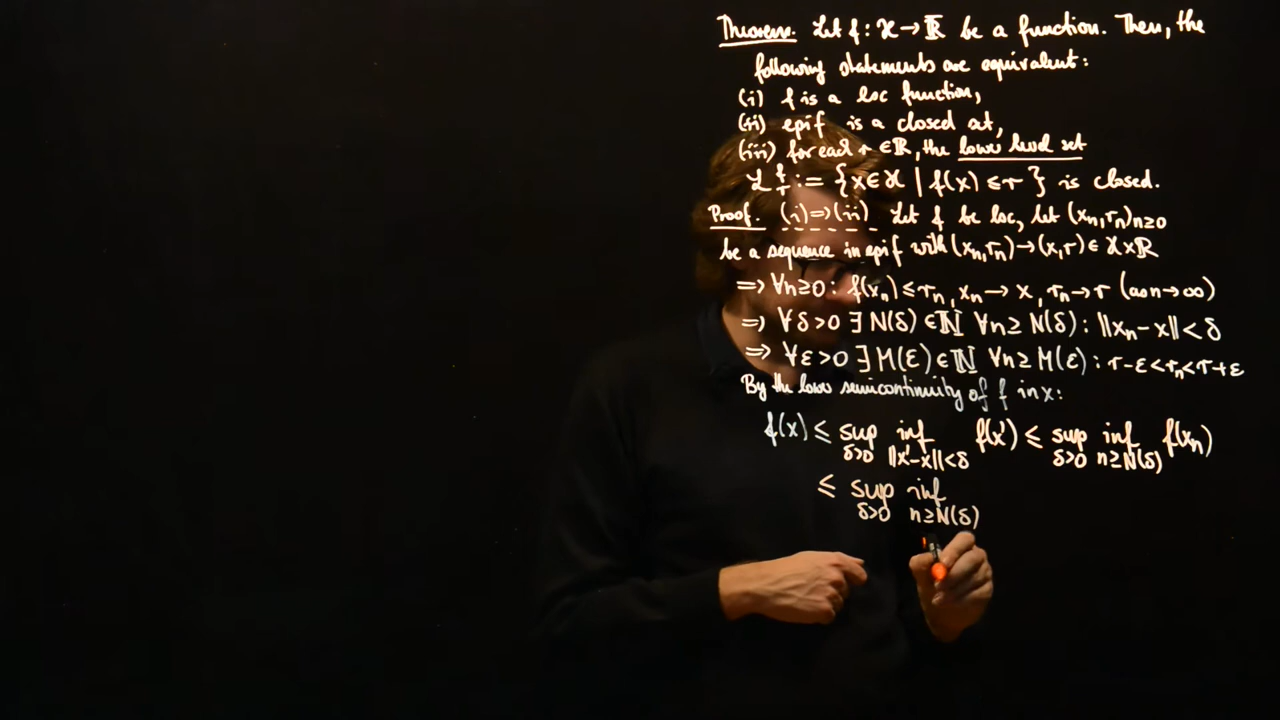 Theorem. Let f: X → ℝ be a function. Then, the
following statements are equivalent:
(i) f is a lsc function,
(ii) epi f is a closed set,
(iii) for each r ∈ ℝ, the lower level set
ℒ_r^f := {x ∈ X | f(x) ≤ r} is closed.
Proof. (i) ⇒ (ii) Let f be lsc, let (x_n, r_n)_{n≥0}
be a sequence in epi f with (x_n, r_n) → (x, r) ∈ X × ℝ
⇒ ∀n≥0: f(x_n) ≤ r_n, x_n → x, r_n → r (as n → ∞)
⇒ ∀δ>0 ∃N(δ) ∈ ℕ ∀n ≥ N(δ): ||x_n − x|| < δ
⇒ ∀ε>0 ∃M(ε) ∈ ℕ ∀n ≥ M(ε): r−ε < r_n < r+ε
By the lower semicontinuity of f in x:
f(x) ≤ sup_{δ>0} inf_{||x'−x||<δ} f(x') ≤ sup_{δ>0} inf_{n≥N(δ)} f(x_n)
≤ sup_{δ>0} inf_{n≥N(δ)}